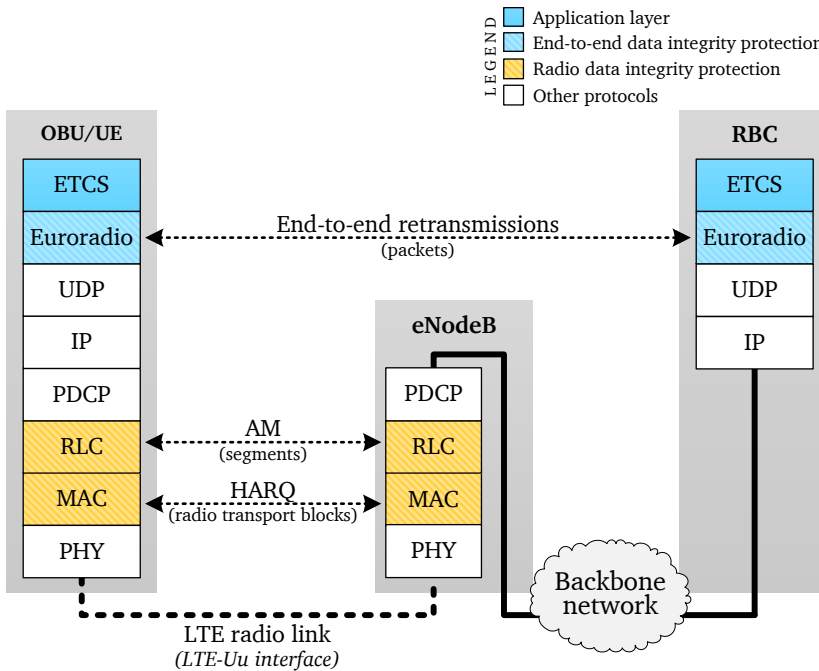 LEGEND
Application layer
End-to-end data integrity protection
Radio data integrity protection
Other protocols
OBU/UE
ETCS
Euroradio
UDP
IP
PDCP
RLC
MAC
PHY
End-to-end retransmissions
(packets)
AM
(segments)
HARQ
(radio transport blocks)
eNodeB
PDCP
RLC
MAC
PHY
RBC
ETCS
Euroradio
UDP
IP
Backbone
network
LTE radio link
(LTE-Uu interface)